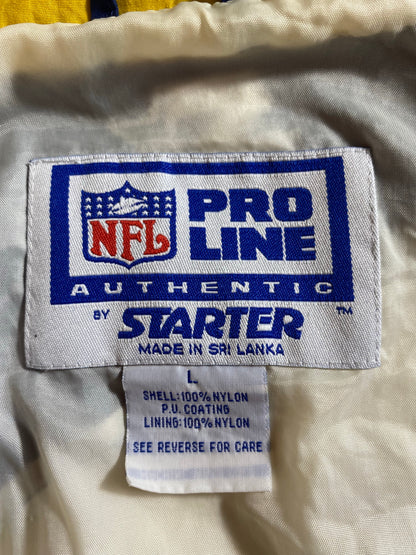 NFL
PRO
LINE
AUTHENTIC
BY STARTER ™
MADE IN SRI LANKA
L
SHELL:100% NYLON
P.U. COATING
LINING:100% NYLON
SEE REVERSE FOR CARE